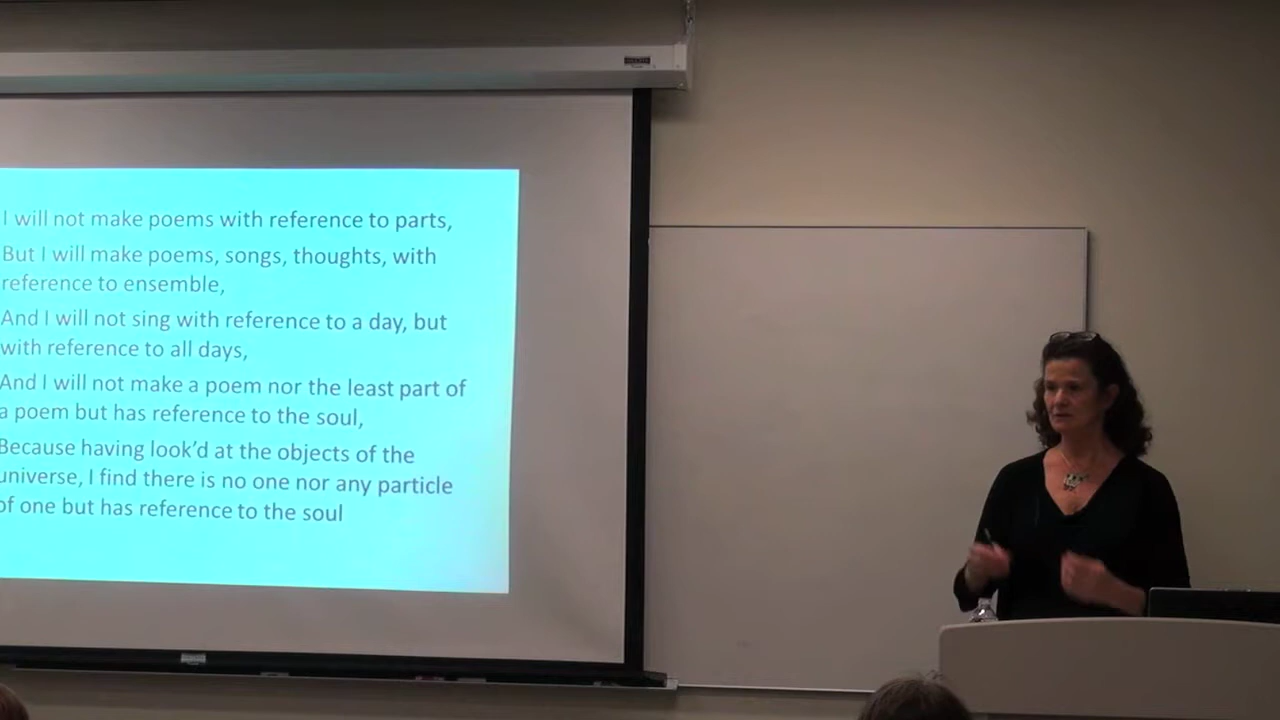 I will not make poems with reference to parts,
But I will make poems, songs, thoughts, with
reference to ensemble,
And I will not sing with reference to a day, but
with reference to all days,
And I will not make a poem nor the least part of
a poem but has reference to the soul,
Because having look’d at the objects of the
universe, I find there is no one nor any particle
of one but has reference to the soul